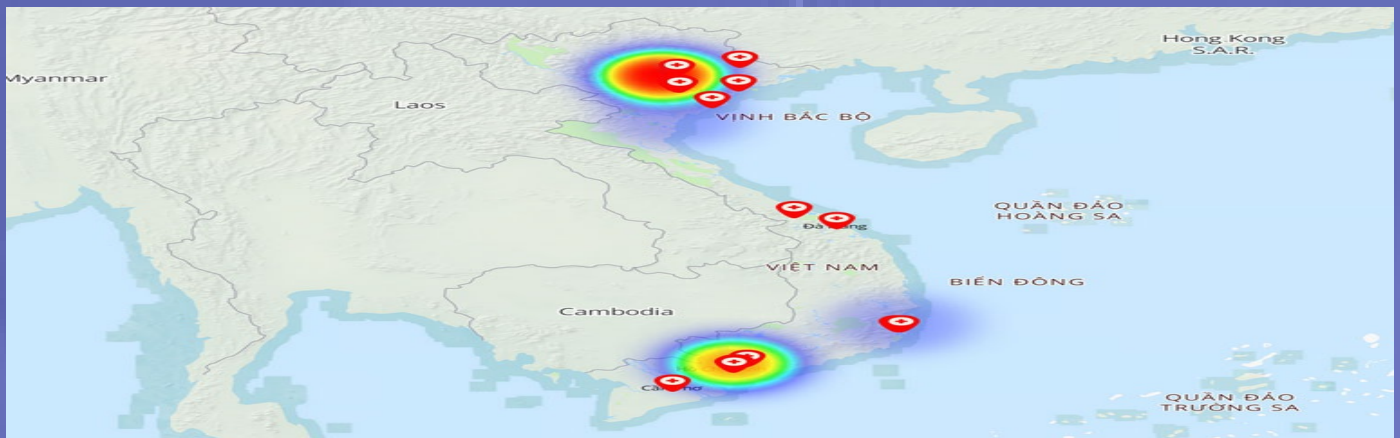 Hong Kong
S.A.R.
Myanmar
Laos
VỊNH BẮC BỘ
QUẦN ĐẢO
HOÀNG SA
VIỆT NAM
BIỂN ĐÔNG
Cambodia
QUẦN ĐẢO
TRƯỜNG SA